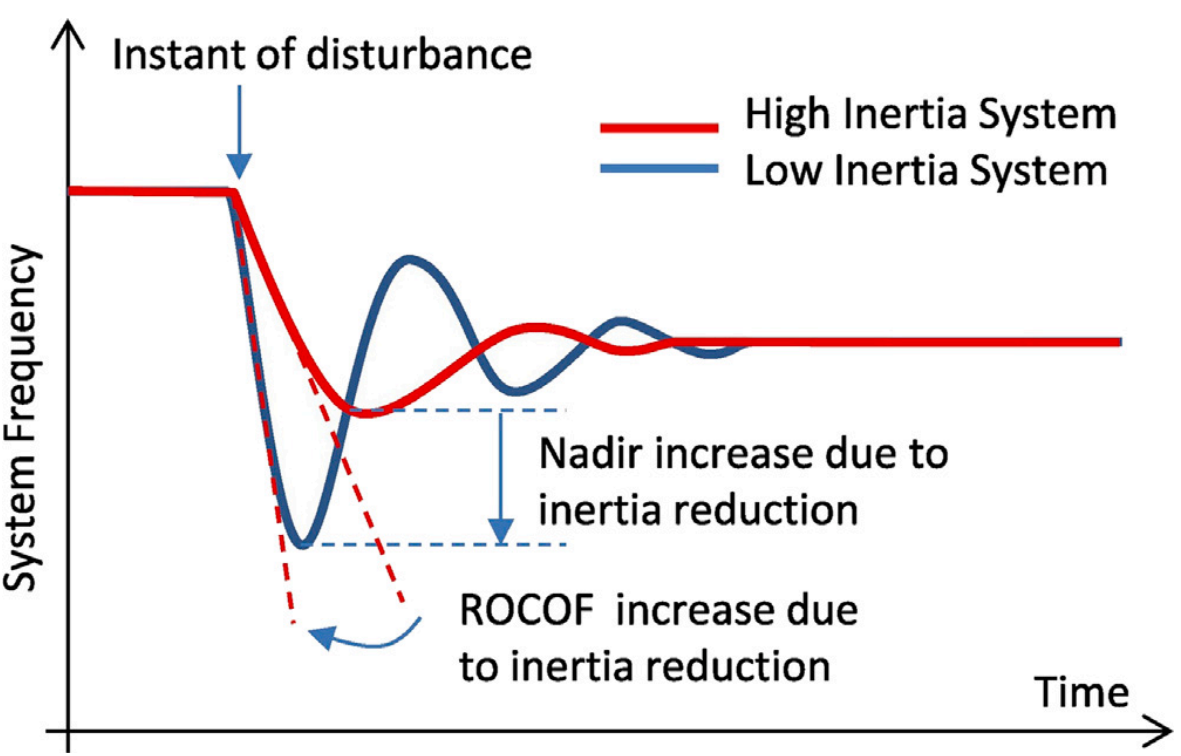 Instant of disturbance
High Inertia System
Low Inertia System
System Frequency
Nadir increase due to
inertia reduction
ROCOF increase due
to inertia reduction
Time